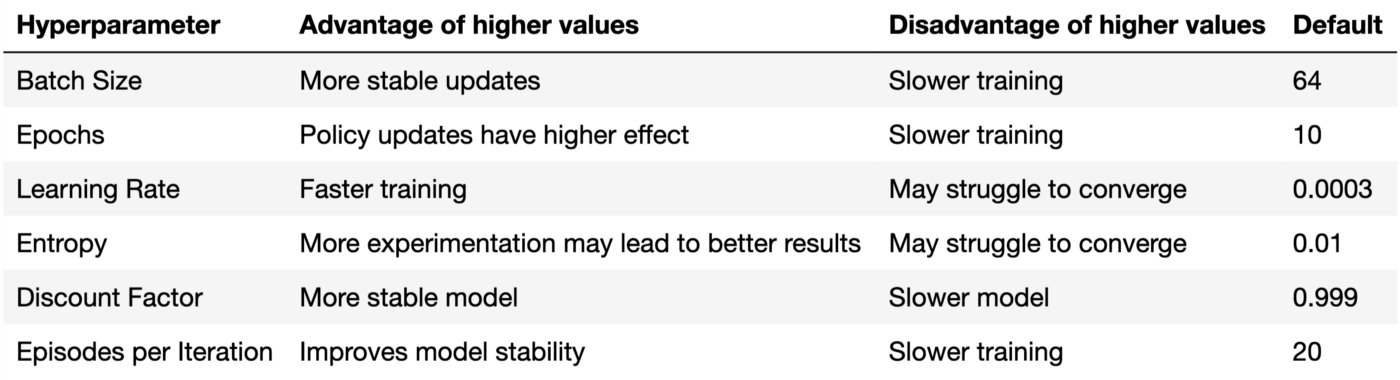 Hyperparameter Advantage of higher values Disadvantage of higher values Default
Batch Size More stable updates Slower training 64
Epochs Policy updates have higher effect Slower training 10
Learning Rate Faster training May struggle to converge 0.0003
Entropy More experimentation may lead to better results May struggle to converge 0.01
Discount Factor More stable model Slower model 0.999
Episodes per Iteration Improves model stability Slower training 20